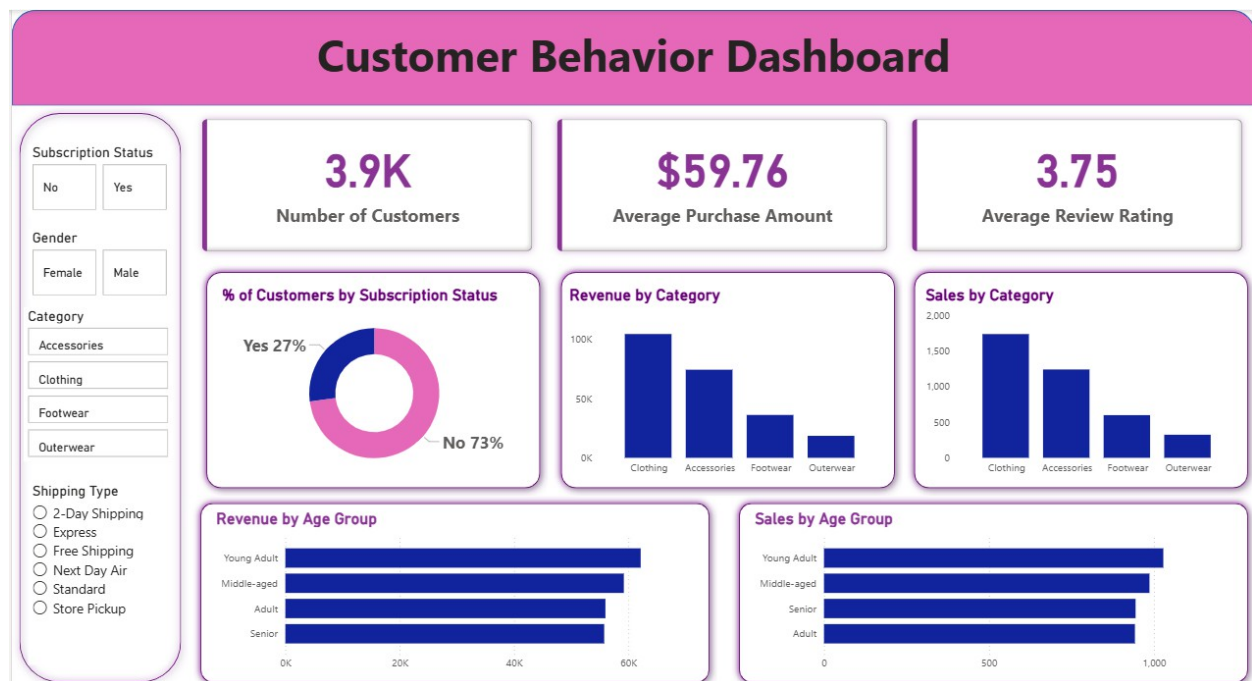 Customer Behavior Dashboard
Subscription Status
No Yes
Gender
Female Male
Category
Accessories
Clothing
Footwear
Outerwear
Shipping Type
2-Day Shipping
Express
Free Shipping
Next Day Air
Standard
Store Pickup
3.9K
Number of Customers
$59.76
Average Purchase Amount
3.75
Average Review Rating
% of Customers by Subscription Status
Yes 27%
No 73%
Revenue by Category
100K
50K
0K
Clothing Accessories Footwear Outerwear
Sales by Category
2,000
1,500
1,000
500
0
Clothing Accessories Footwear Outerwear
Revenue by Age Group
Young Adult
Middle-aged
Adult
Senior
0K 20K 40K 60K
Sales by Age Group
Young Adult
Middle-aged
Senior
Adult
0 500 1,000